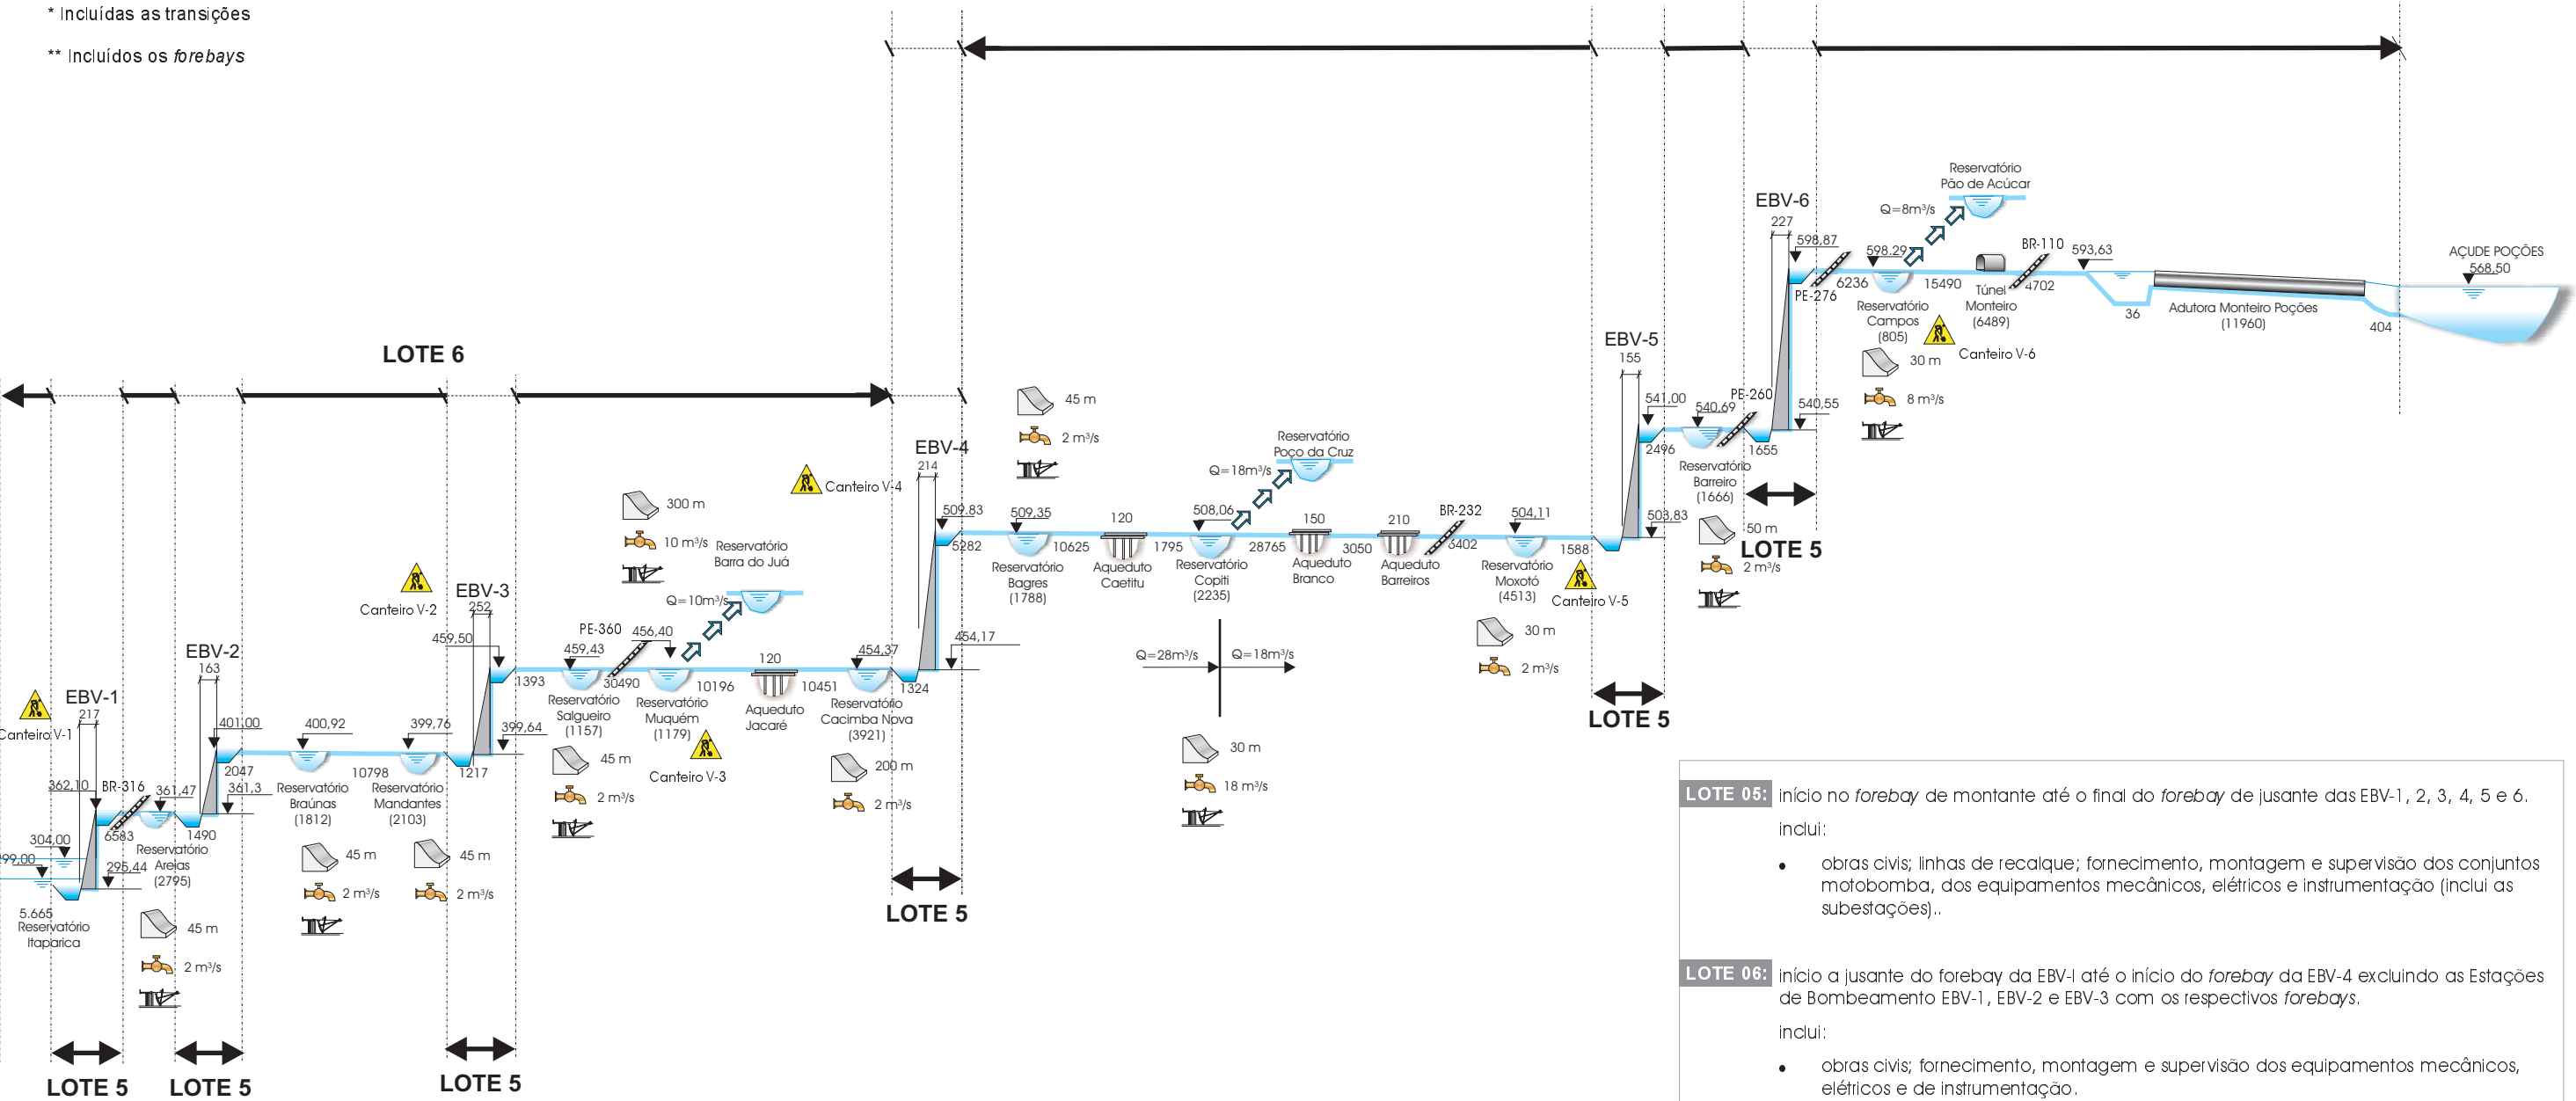 * Incluídas as transições
** Incluídos os forebays
LOTE 6
Canteiro V-1
EBV-1
217
362,10
BR-316
361,47
304,00
6583
295,44
Reservatório
Areias
(2795)
5.665
Reservatório
Itaparica
45 m
2 m³/s
LOTE 5
EBV-2
163
401,00
2047
361,3
1490
LOTE 5
400,92
399,76
10798
Reservatório
Braúnas
(1812)
Reservatório
Mandantes
(2103)
45 m
2 m³/s
45 m
2 m³/s
Canteiro V-2
EBV-3
252
459,50
1393
399,64
1217
LOTE 5
PE-360
459,43
456,40
30490
Reservatório
Salgueiro
(1157)
Reservatório
Muquém
(1179)
45 m
2 m³/s
Canteiro V-3
300 m
10 m³/s
Reservatório
Barra do Juá
Q=10m³/s
10196
120
Aqueduto
Jacaré
10451
454,37
Reservatório
Cacimba Nova
(3921)
200 m
2 m³/s
Canteiro V-4
EBV-4
214
509.83
5282
454,17
1324
LOTE 5
45 m
2 m³/s
509,35
Reservatório
Bagres
(1788)
10625
120
Aqueduto
Caetitu
1795
508,06
Reservatório
Copiti
(2235)
Q=18m³/s
Reservatório
Poço da Cruz
28765
150
Aqueduto
Branco
3050
210
Aqueduto
Barreiros
BR-232
6402
504,11
Reservatório
Moxotó
(4513)
1588
Canteiro V-5
Q=28m³/s
Q=18m³/s
30 m
18 m³/s
30 m
2 m³/s
EBV-5
155
541,00
2496
503,83
LOTE 5
540,69
PE-260
Reservatório
Barreiro
(1666)
1655
50 m
2 m³/s
LOTE 5
EBV-6
227
598,87
540,55
PE-276
6236
598.29
Reservatório
Campos
(805)
Q=8m³/s
Reservatório
Pão de Acúcar
15490
Túnel
Monteiro
(6489)
BR-110
4702
593,63
Canteiro V-6
30 m
8 m³/s
36
Adutora Monteiro Poções
(11960)
404
AÇUDE POÇÕES
568,50
LOTE 05: início no forebay de montante até o final do forebay de jusante das EBV-1, 2, 3, 4, 5 e 6.
inclui:
• obras civis; linhas de recalque; fornecimento, montagem e supervisão dos conjuntos
motobomba, dos equipamentos mecânicos, elétricos e instrumentação (inclui as
subestações)..
LOTE 06: início a jusante do forebay da EBV-I até o início do forebay da EBV-4 excluindo as Estações
de Bombeamento EBV-1, EBV-2 e EBV-3 com os respectivos forebays.
inclui:
• obras civis; fornecimento, montagem e supervisão dos equipamentos mecânicos,
elétricos e de instrumentação.